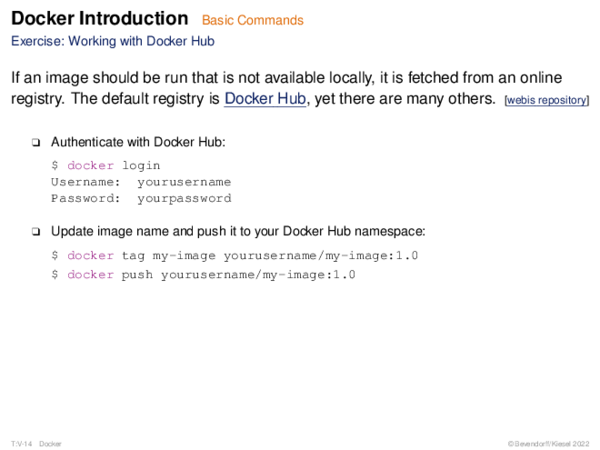 Docker Introduction Basic Commands
Exercise: Working with Docker Hub
If an image should be run that is not available locally, it is fetched from an online
registry. The default registry is Docker Hub, yet there are many others. [webis repository]
❑ Authenticate with Docker Hub:
$ docker login
Username: yourusername
Password: yourpassword
❑ Update image name and push it to your Docker Hub namespace:
$ docker tag my-image yourusername/my-image:1.0
$ docker push yourusername/my-image:1.0
T:V-14 Docker © Bevendorff/Kiesel 2022